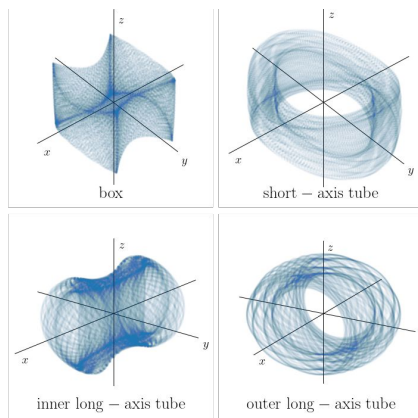 z
x
y
box
z
x
y
short – axis tube
z
x
y
inner long – axis tube
z
x
y
outer long – axis tube